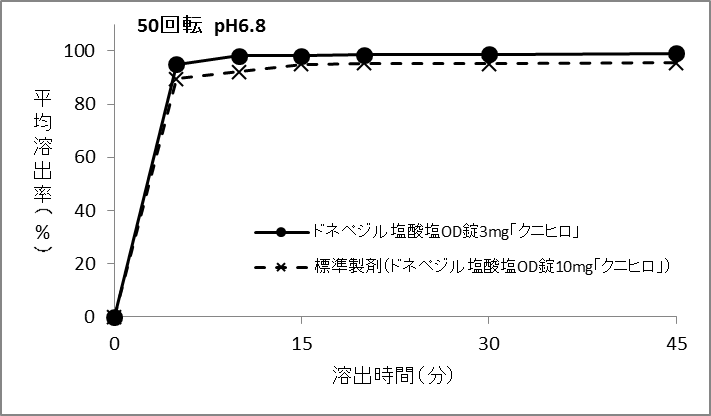 50回転 pH6.8
平均溶出率(%)
100
80
60
40
20
0
ドネペジル塩酸塩OD錠3mg「クニヒロ」
標準製剤(ドネペジル塩酸塩OD錠10mg「クニヒロ」)
0 15 30 45
溶出時間(分)